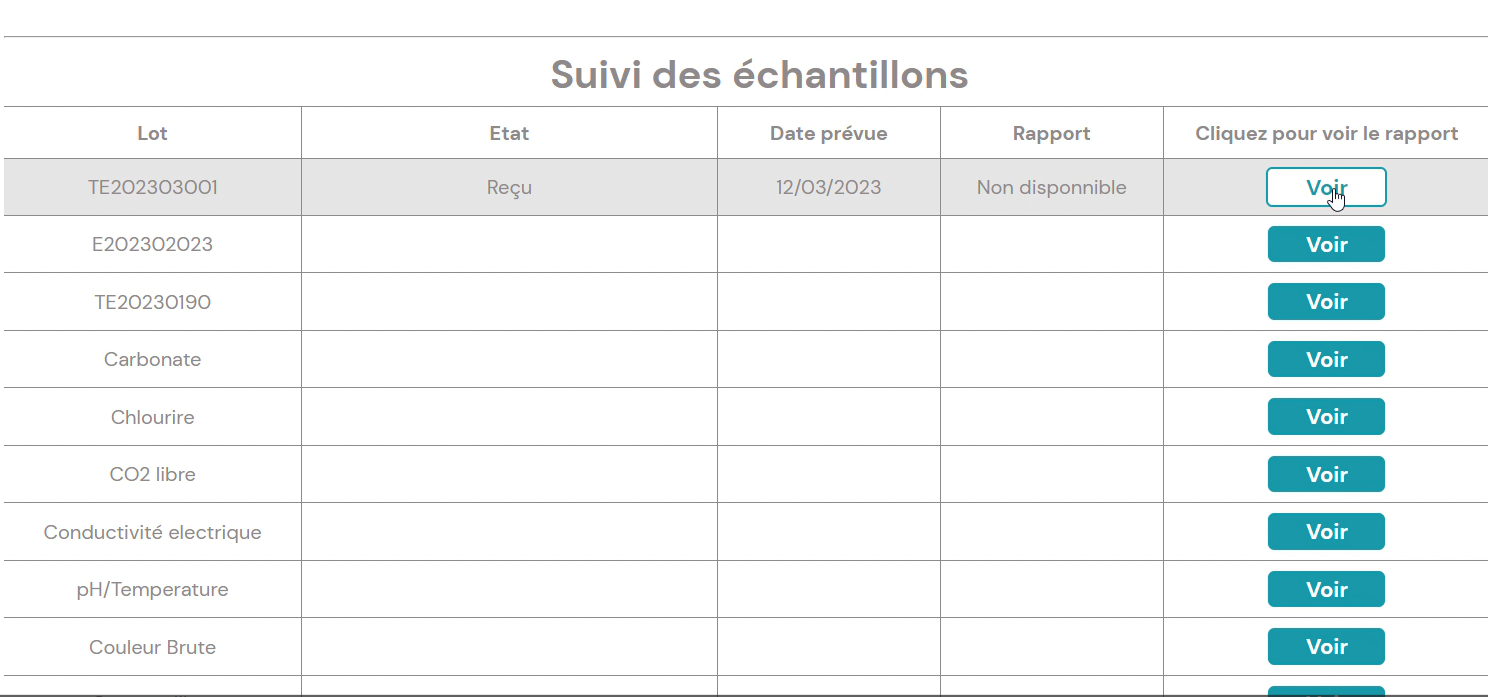 Suivi des échantillons
Lot Etat Date prévue Rapport Cliquez pour voir le rapport
TE202303001 Reçu 12/03/2023 Non disponnible Voir
E202302023 Voir
TE20230190 Voir
Carbonate Voir
Chlourire Voir
CO2 libre Voir
Conductivité electrique Voir
pH/Temperature Voir
Couleur Brute Voir